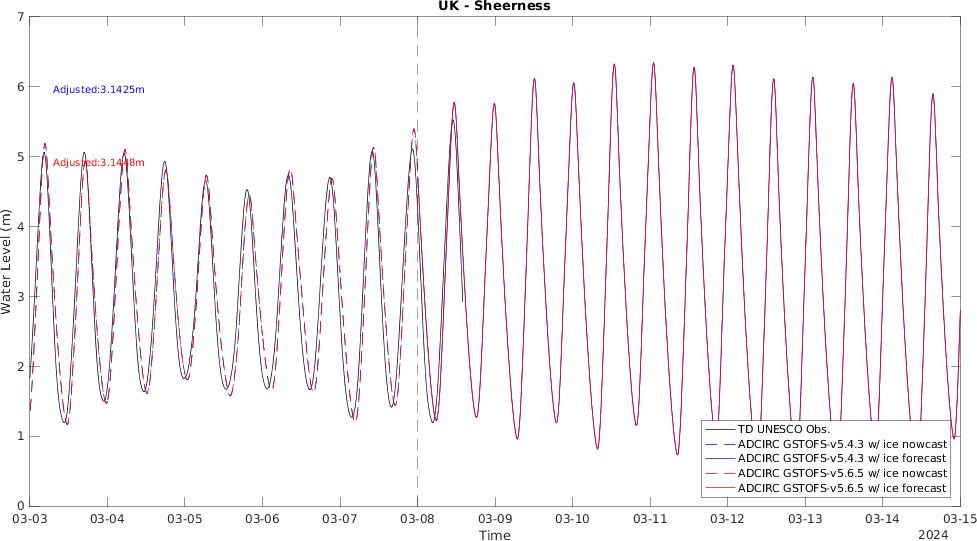 UK - Sheerness
7
6
5
4
3
2
1
0
Water Level (m)
Adjusted:3.1425m
Adjusted:3.1448m
TD UNESCO Obs.
ADCIRC GSTOFS-v5.4.3 w/ ice nowcast
ADCIRC GSTOFS-v5.4.3 w/ ice forecast
ADCIRC GSTOFS-v5.6.5 w/ ice nowcast
ADCIRC GSTOFS-v5.6.5 w/ ice forecast
03-03 03-04 03-05 03-06 03-07 03-08 03-09 03-10 03-11 03-12 03-13 03-14 03-15
Time
2024